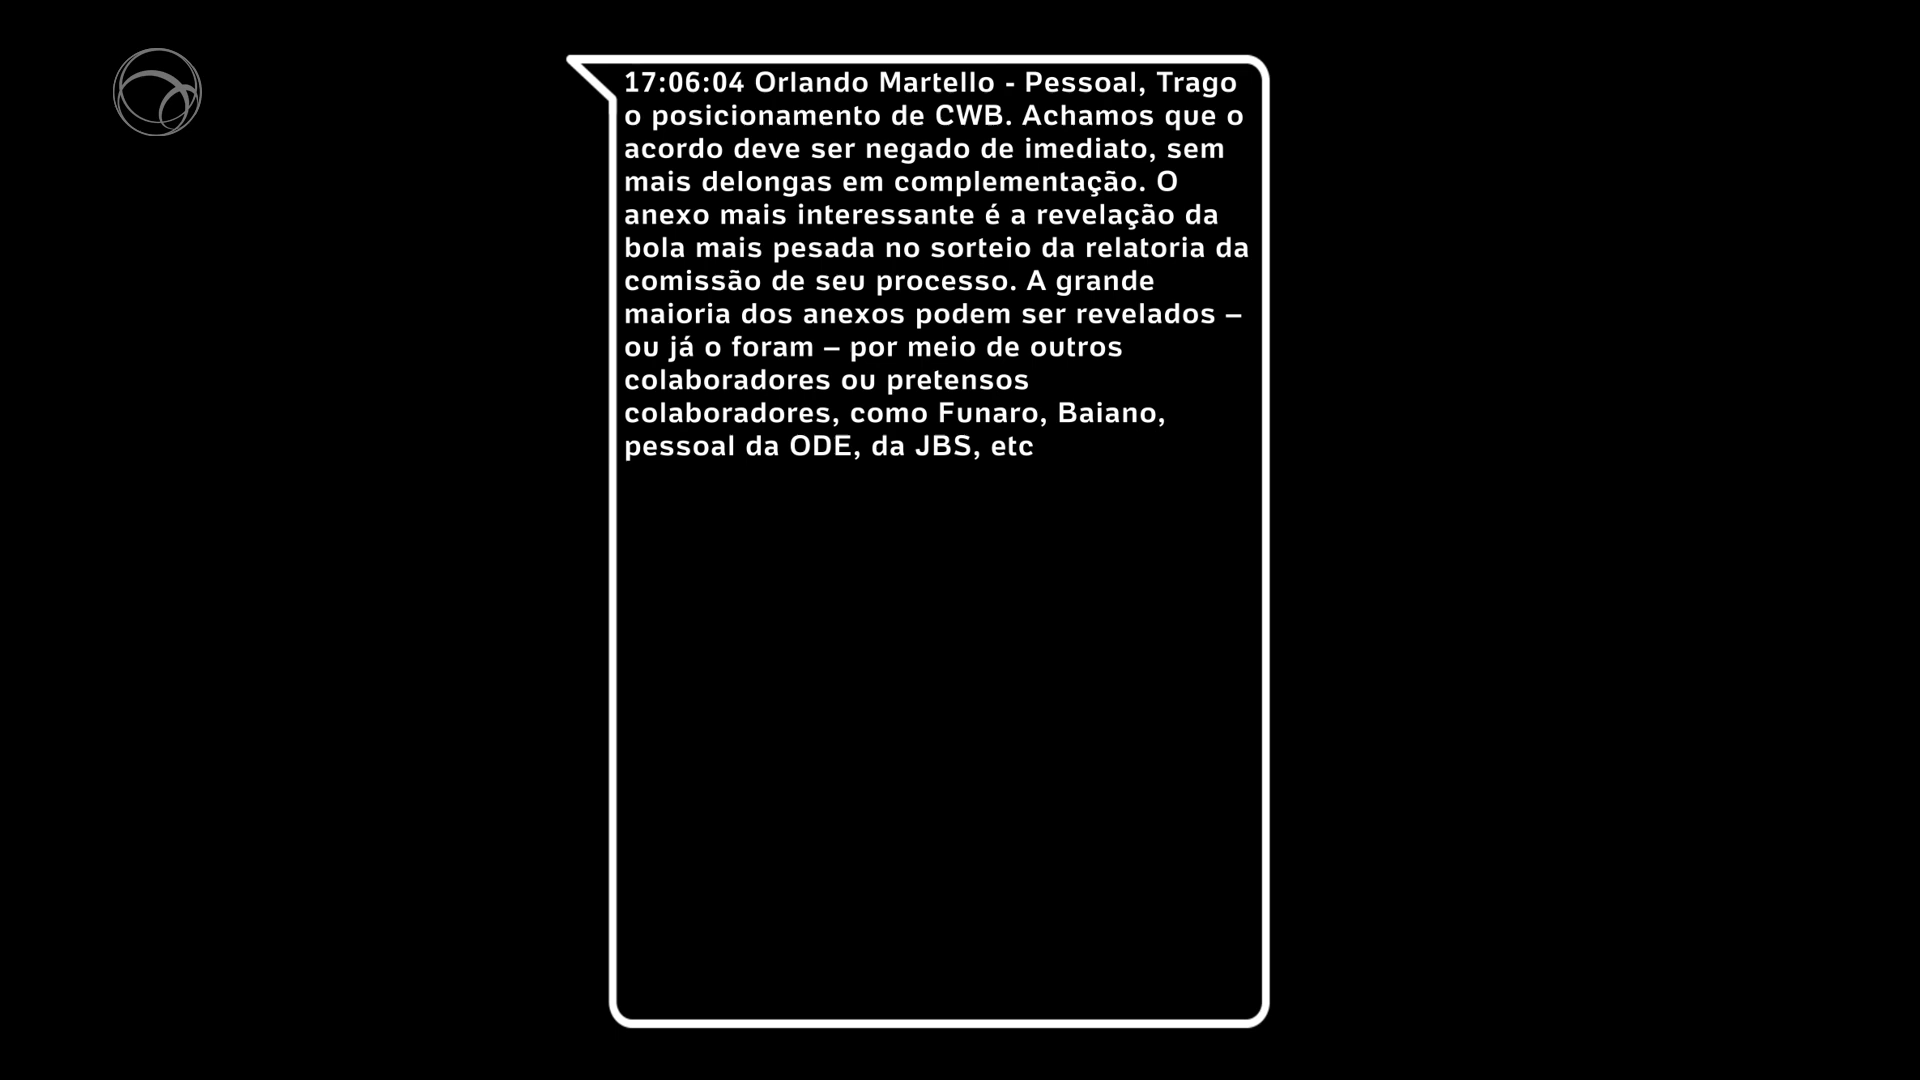 17:06:04 Orlando Martello - Pessoal, Trago
o posicionamento de CWB. Achamos que o
acordo deve ser negado de imediato, sem
mais delongas em complementação. O
anexo mais interessante é a revelação da
bola mais pesada no sorteio da relatoria da
comissão de seu processo. A grande
maioria dos anexos podem ser revelados –
ou já o foram – por meio de outros
colaboradores ou pretensos
colaboradores, como Funaro, Baiano,
pessoal da ODE, da JBS, etc